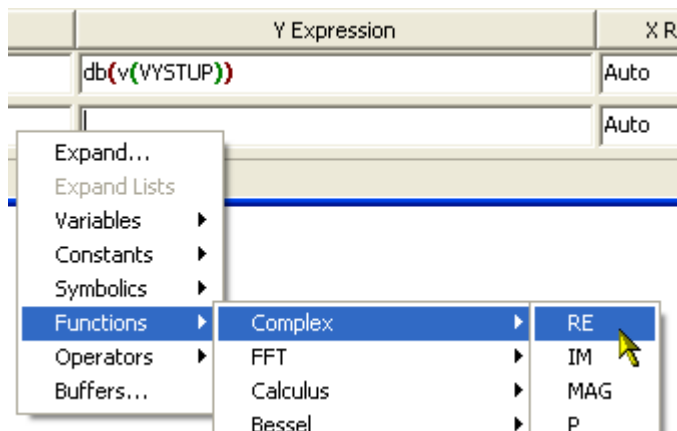 Y Expression X R
db(v(VYSTUP)) Auto
Auto
Expand...
Expand Lists
Variables
Constants
Symbolics
Functions Complex RE
Operators FFT IM
Buffers... Calculus MAG
Bessel P